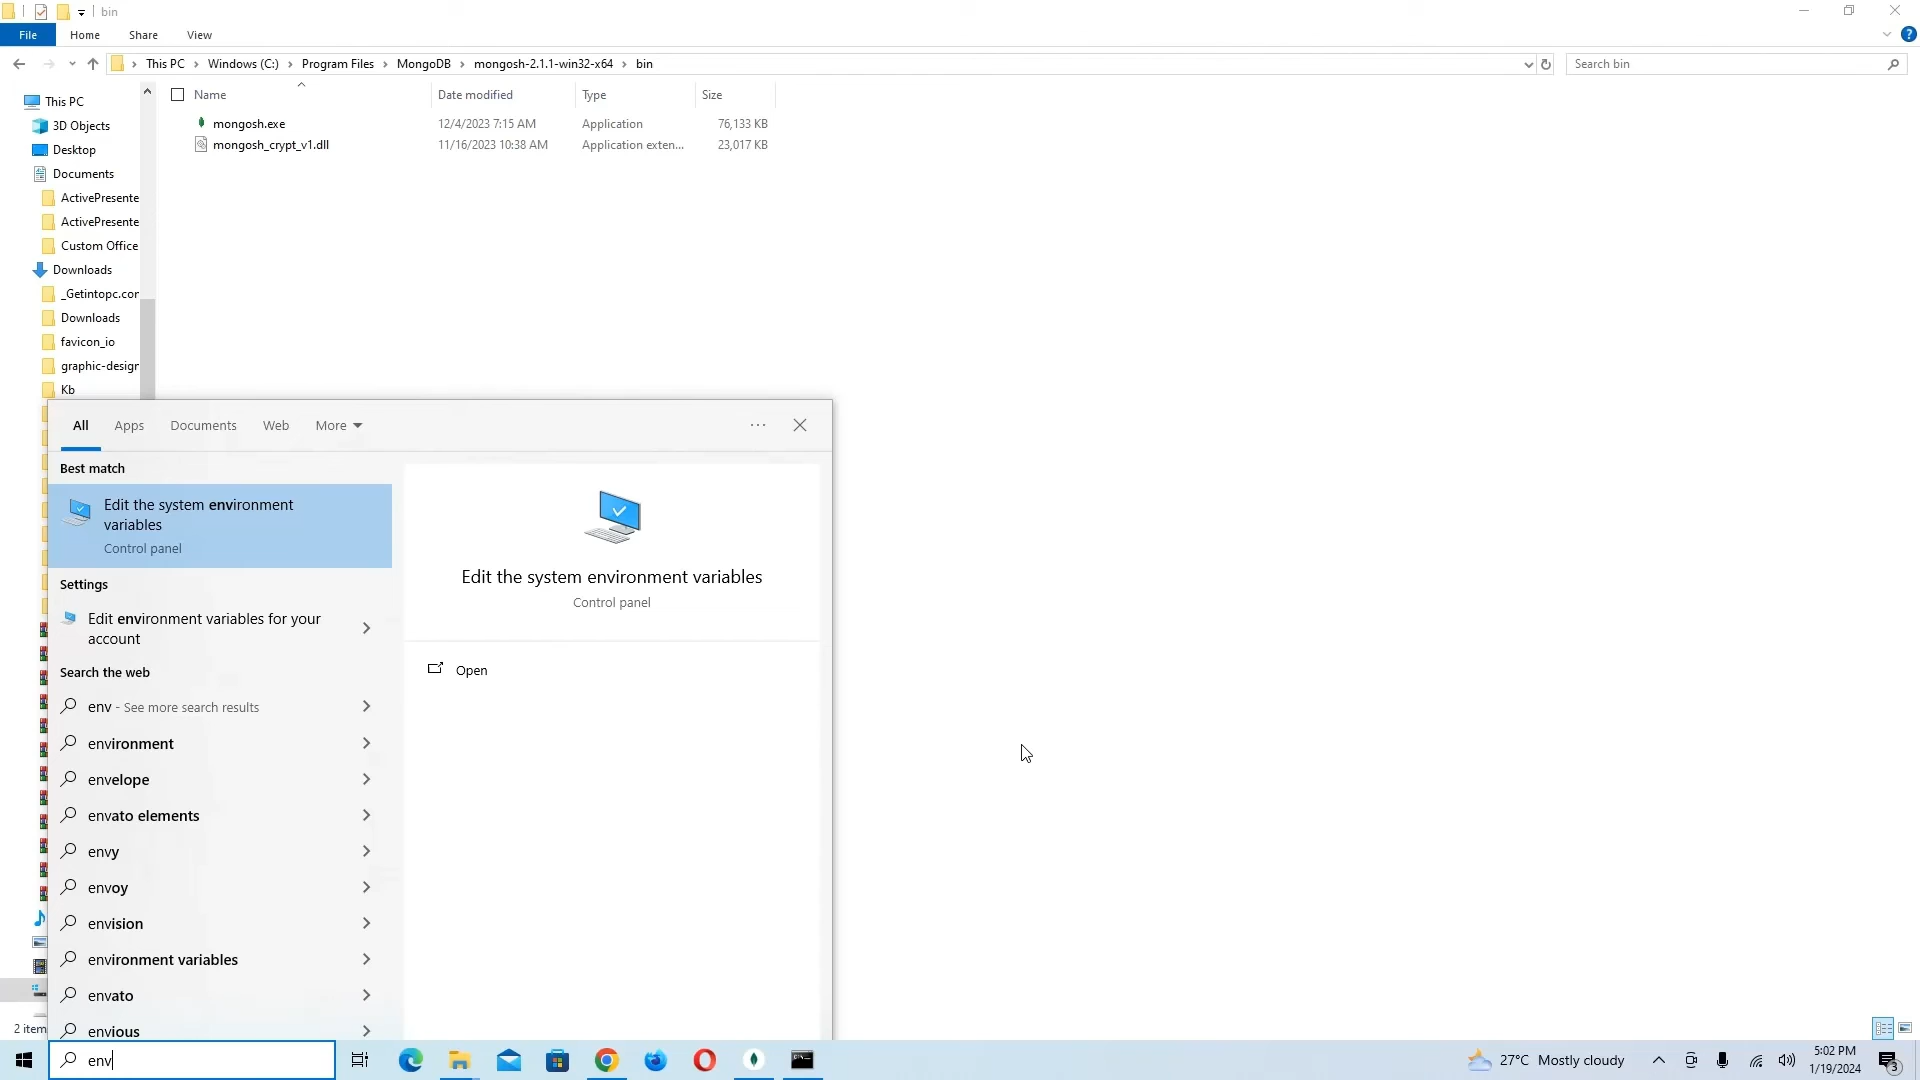 bin
File Home Share View
This PC > Windows (C:) > Program Files > MongoDB > mongosh-2.1.1-win32-x64 > bin
Search bin
Name Date modified Type Size
mongosh.exe 12/4/2023 7:15 AM Application 76,133 KB
mongosh_crypt_v1.dll 11/16/2023 10:38 AM Application exten... 23,017 KB
This PC
3D Objects
Desktop
Documents
ActivePresente
ActivePresente
Custom Office
Downloads
_Getintopc.cor
Downloads
favicon_io
graphic-design
Kb
All Apps Documents Web More
Best match
Edit the system environment
variables
Control panel
Settings
Edit environment variables for your
account
Search the web
env - See more search results
environment
envelope
envato elements
envy
envoy
envision
environment variables
envato
envious
Edit the system environment variables
Control panel
Open
2 item
env
27°C Mostly cloudy
5:02 PM
1/19/2024
3